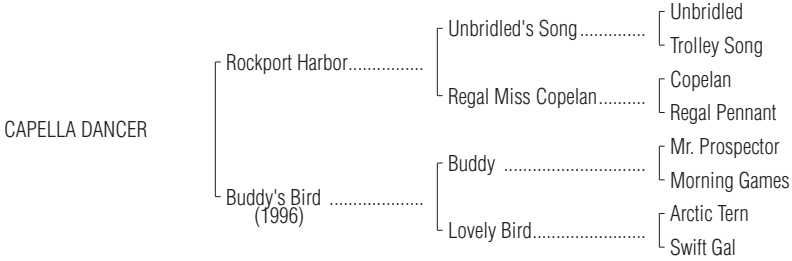 Unbridled
Unbridled's Song..............
Trolley Song
Rockport Harbor................
Copelan
Regal Miss Copelan..........
Regal Pennant
CAPELLA DANCER
Mr. Prospector
Buddy ..............................
Morning Games
Buddy's Bird ....................
(1996)
Arctic Tern
Lovely Bird........................
Swift Gal